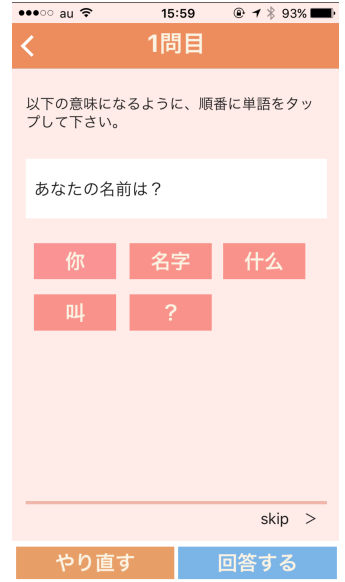 ●●●○○ au 15:59 93%
1問目
以下の意味になるように、順番に単語をタッ
プして下さい。
あなたの名前は？
你 名字 什么
叫 ？
skip >
やり直す 回答する